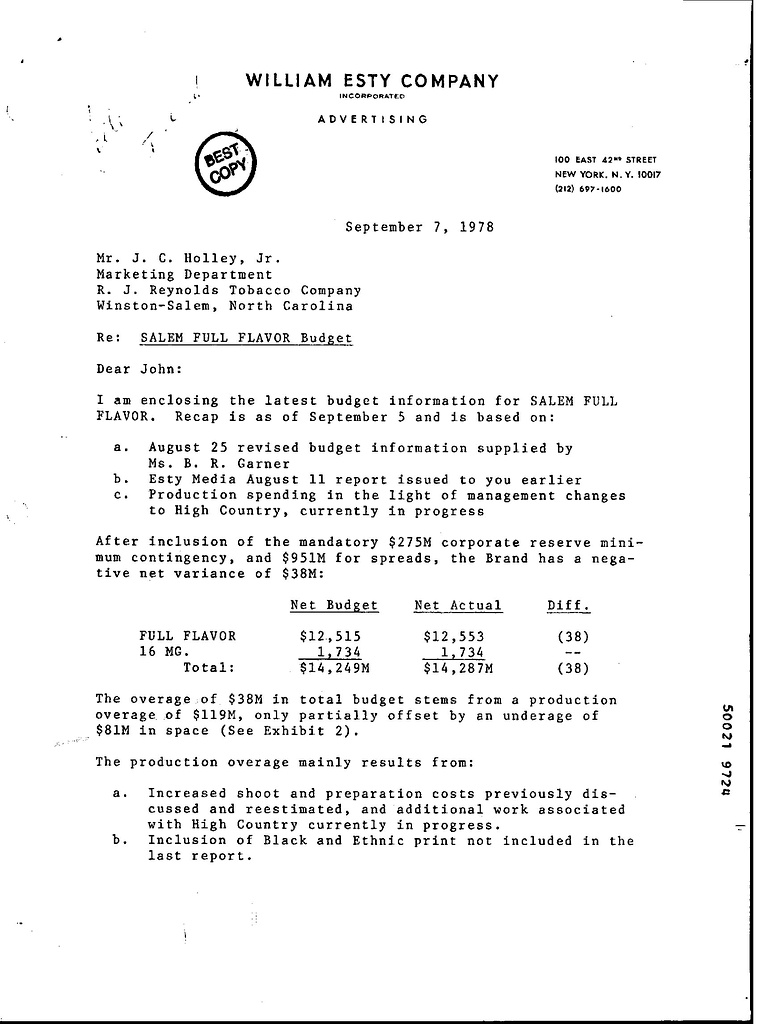 WILLIAM ESTY COMPANY
INCORPORATED
ADVERTISING
BEST
COPY
100 EAST 42ND STREET
NEW YORK, N. Y. 10017
(212) 697-1600
September 7, 1978
Mr. J. C. Holley, Jr.
Marketing Department
R. J. Reynolds Tobacco Company
Winston-Salem, North Carolina
Re: SALEM FULL FLAVOR Budget
Dear John:
I am enclosing the latest budget information for SALEM FULL
FLAVOR. Recap is as of September 5 and is based on:
a. August 25 revised budget information supplied by
Ms. B. R. Garner
b. Esty Media August 11 report issued to you earlier
c. Production spending in the light of management changes
to High Country, currently in progress
After inclusion of the mandatory $275M corporate reserve mini-
mum contingency, and $951M for spreads, the Brand has a nega-
tive net variance of $38M:
Net Budget Net Actual Diff.
FULL FLAVOR $12,515 $12,553 (38)
16 MG. 1,734 1,734 --
Total: $14,249M $14,287M (38)
The overage of $38M in total budget stems from a production
overage of $119M, only partially offset by an underage of
$81M in space (See Exhibit 2).
The production overage mainly results from:
a. Increased shoot and preparation costs previously dis-
cussed and reestimated, and additional work associated
with High Country currently in progress.
b. Inclusion of Black and Ethnic print not included in the
last report.
50021 9724